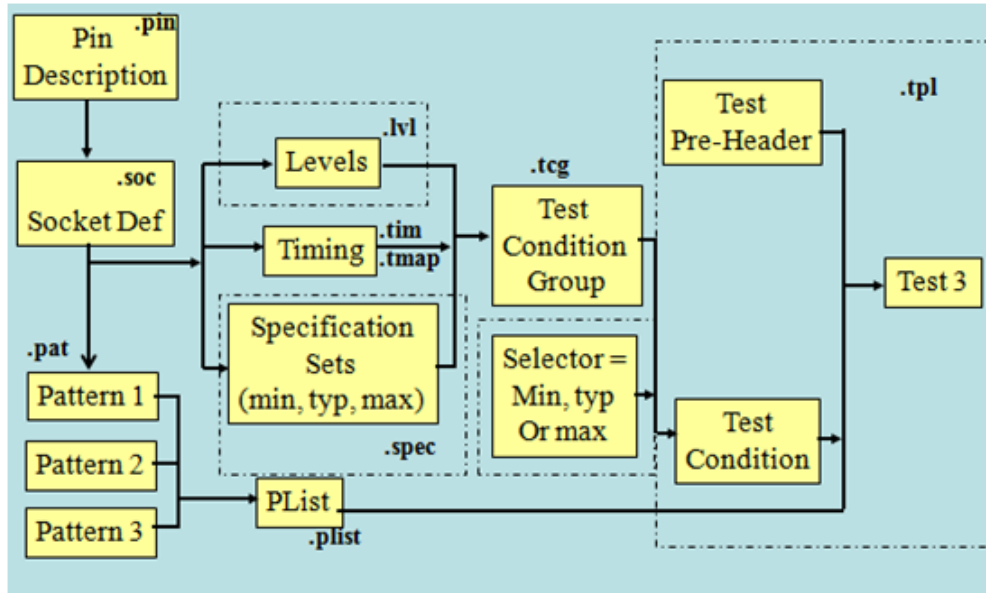 .pin
Pin
Description
.soc
Socket Def
.pat
Pattern 1
Pattern 2
Pattern 3
.lvl
Levels
Timing
.tim
.tmap
Specification
Sets
(min, typ, max)
.spec
PList
.plist
.tcg
Test
Condition
Group
Selector =
Min, typ
Or max
.tpl
Test
Pre-Header
Test
Condition
Test 3